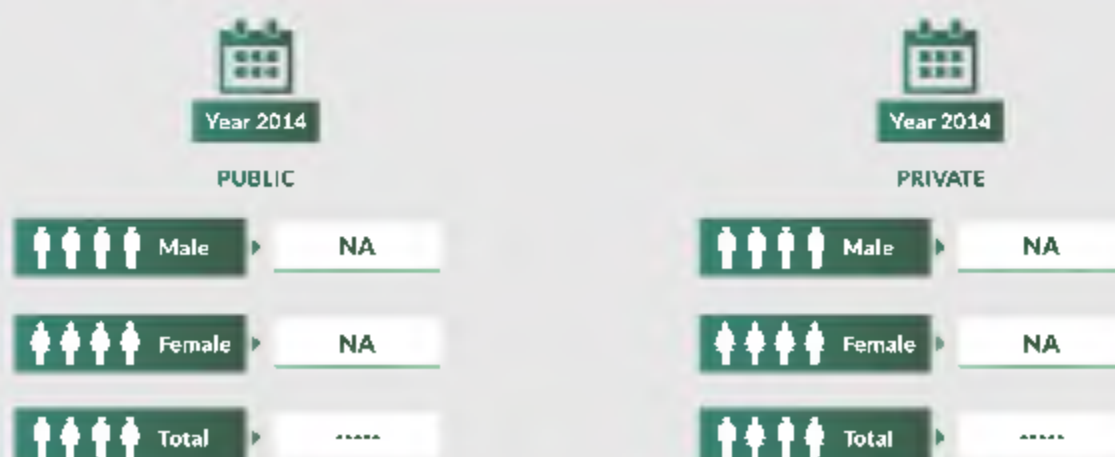 Year 2014 Year 2014
PUBLIC PRIVATE
Male NA Male NA
Female NA Female NA
Total ----- Total -----